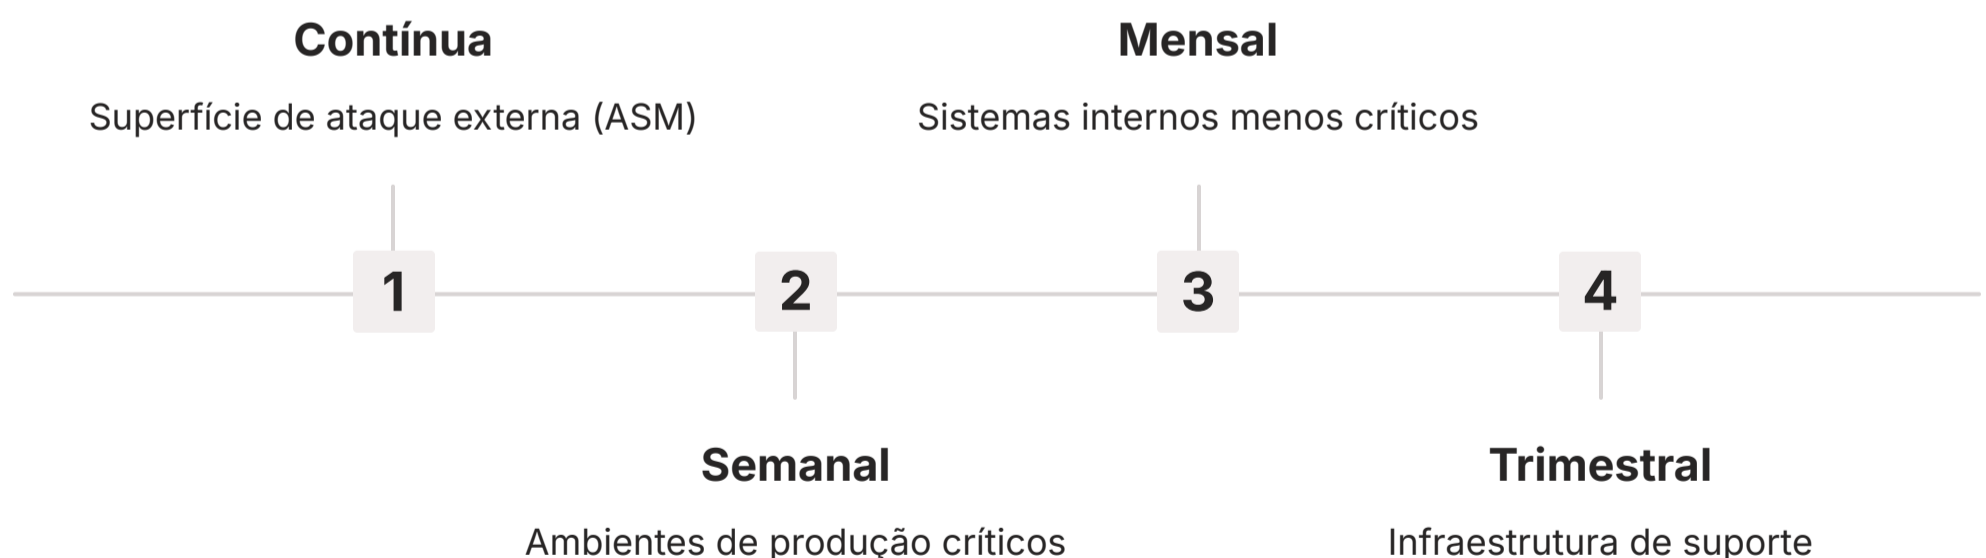 Contínua
Superfície de ataque externa (ASM)
Mensal
Sistemas internos menos críticos
1
2
3
4
Semanal
Ambientes de produção críticos
Trimestral
Infraestrutura de suporte